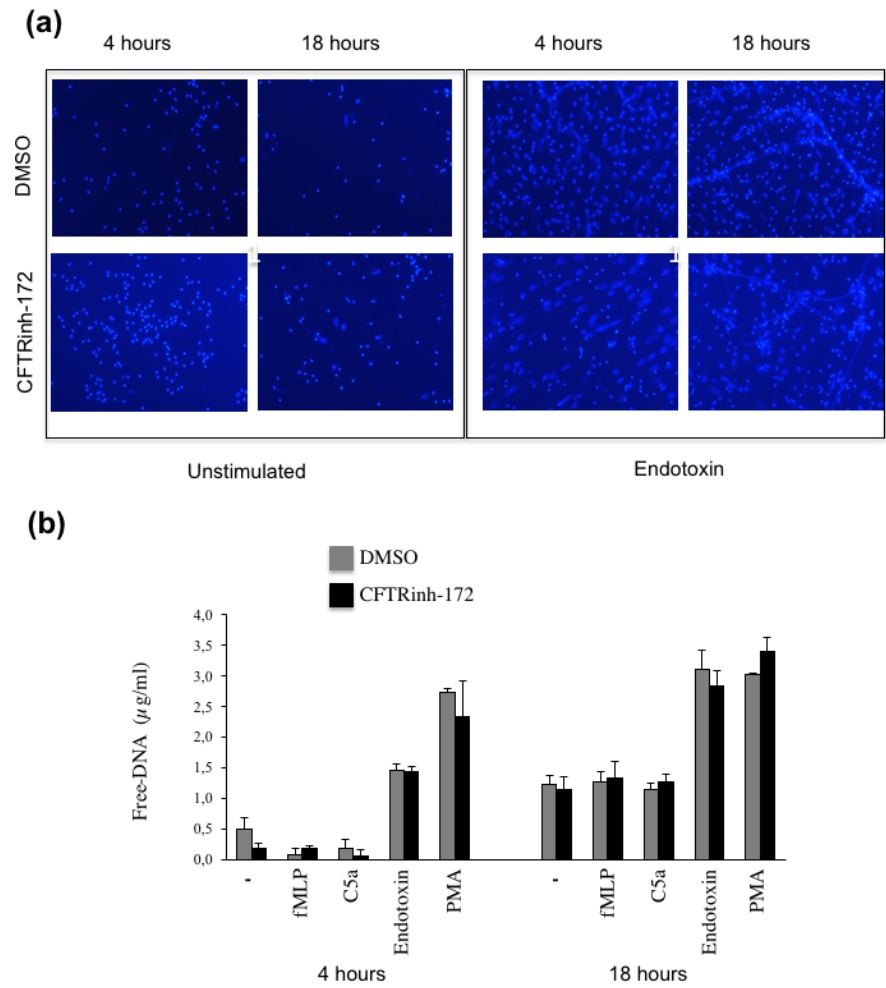 (a)
4 hours 18 hours 4 hours 18 hours
DMSO
CFTRinh-172
1 1
Unstimulated Endotoxin
(b)
DMSO
CFTRinh-172
Free-DNA (µg/ml)
4,0
3,5
3,0
2,5
2,0
1,5
1,0
0,5
0,0
- fMLP C5a Endotoxin PMA - fMLP C5a Endotoxin PMA
4 hours 18 hours